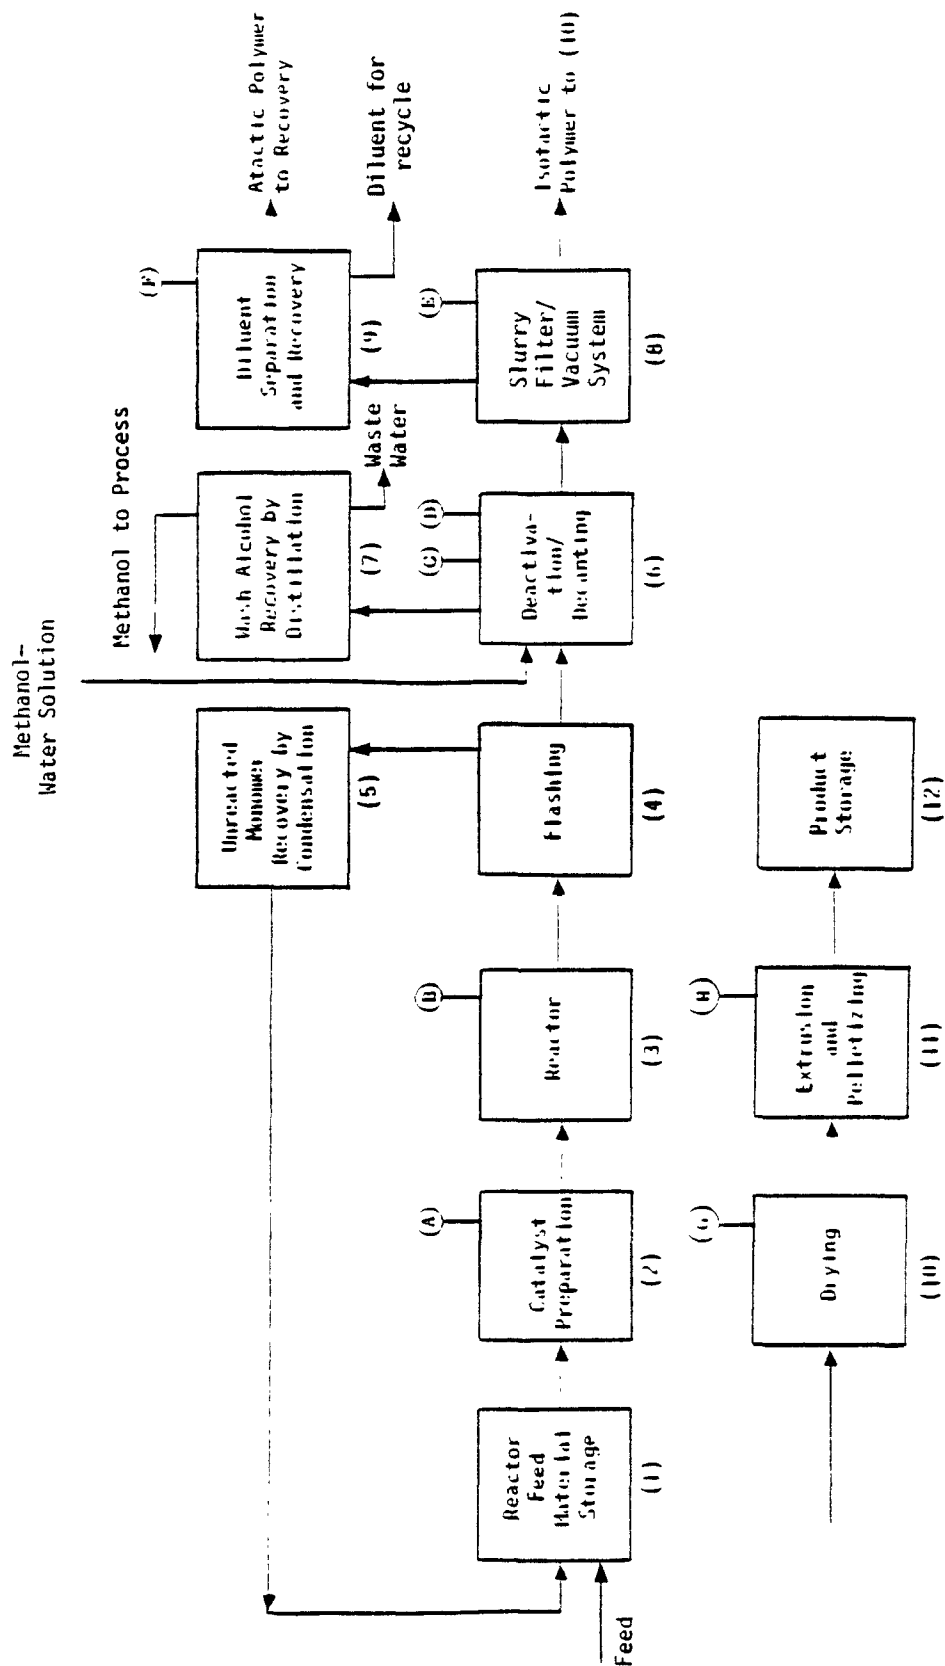 Methanol-
Water Solution
Methanol to Process
Atactic Polymer
to Recovery
Unreacted
Monomer
Recovery by
Condensation
(5)
Wash Alcohol
Recovery by
Distillation
(7)
Waste
Water
(F)
Diluent
Separation
and Recovery
(9)
Diluent for
recycle
Feed
Reactor
Feed
Material
Storage
(1)
(A)
Catalyst
Preparation
(2)
(B)
Reactor
(3)
Flashing
(4)
(C)
(D)
Deactiva-
tion/
Decanting
(6)
(E)
Slurry
Filter/
Vacuum
System
(8)
Isotactic
Polymer to (10)
(G)
Drying
(10)
(H)
Extrusion
and
Pelletizing
(11)
Product
Storage
(12)